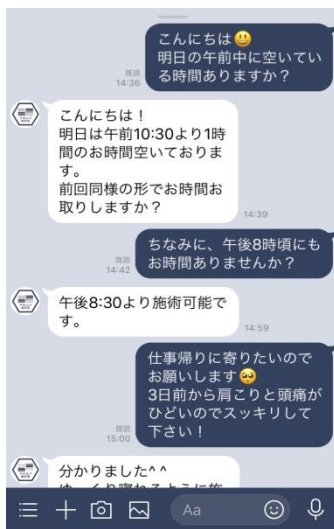 こんにちは😃
明日の午前中に空いてい
る時間ありますか？
既読
14:36
こんにちは！
明日は午前10:30より1時
間のお時間空いておりま
す。
前回同様の形でお時間お
取りしますか？
14:39
ちなみに、午後8時頃にも
お時間ありませんか？
既読
14:42
午後8:30より施術可能で
す。
14:59
仕事帰りに寄りたいので
お願いします🥺
3日前から肩こりと頭痛が
ひどいのでスッキリして
下さい！
既読
15:00
分かりました^ ^
Aa